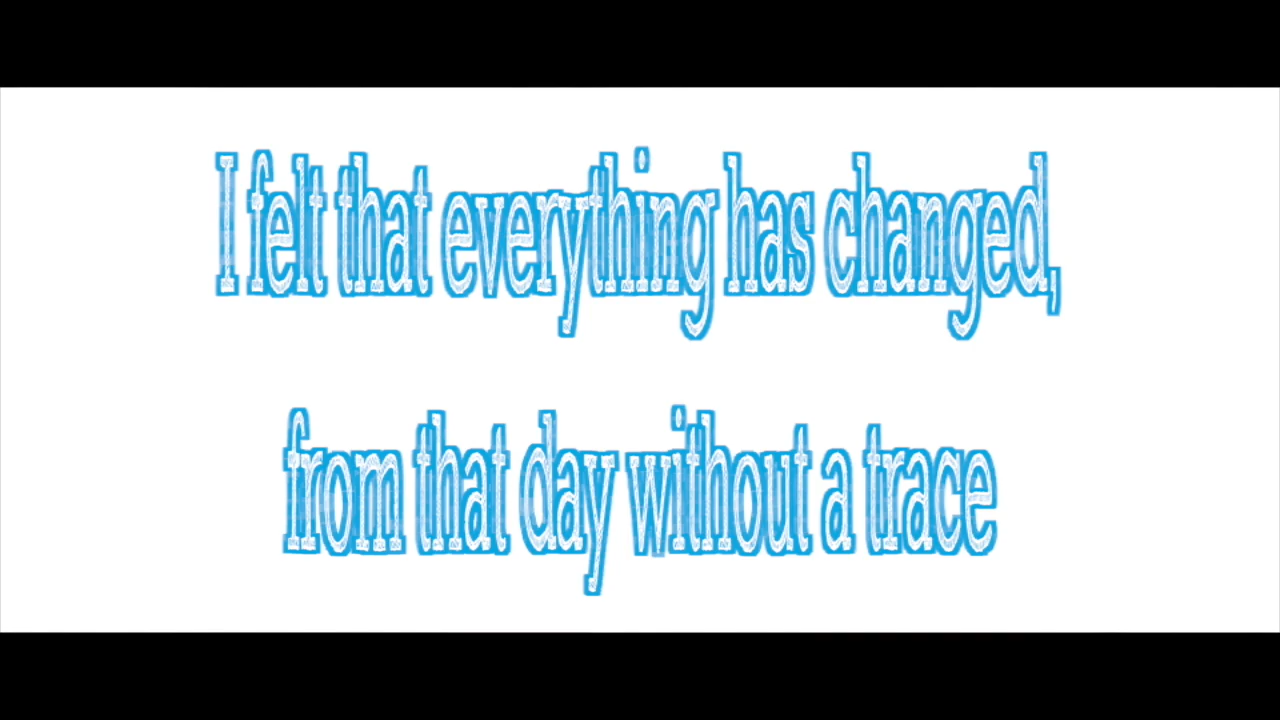 I felt that everything has changed,
from that day without a trace